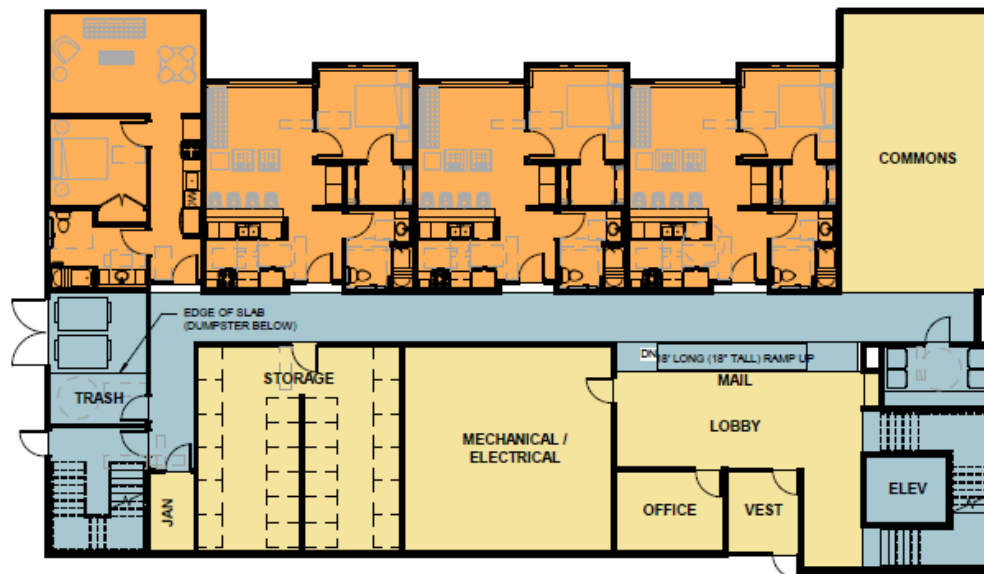 COMMONS
EDGE OF SLAB
(DUMPSTER BELOW)
DN
18' LONG (18" TALL) RAMP UP
STORAGE
MAIL
TRASH
LOBBY
MECHANICAL /
ELECTRICAL
ELEV
JAN
OFFICE
VEST